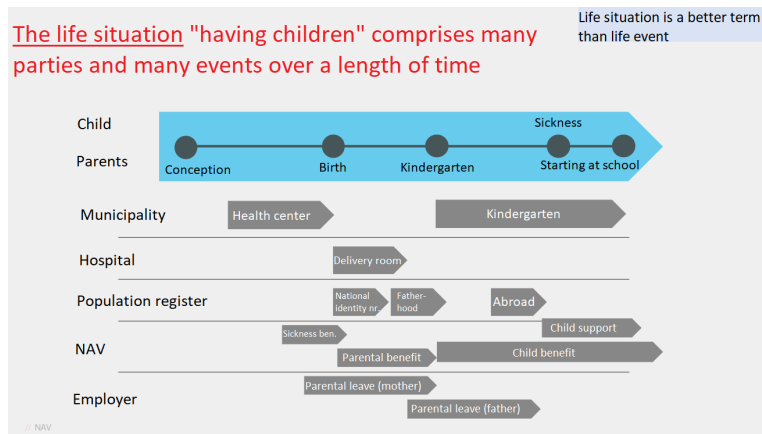 The life situation "having children" comprises many
parties and many events over a length of time
Life situation is a better term
than life event
Child
Parents
Sickness
Conception
Birth
Kindergarten
Starting at school
Municipality
Health center
Kindergarten
Hospital
Delivery room
Population register
National
identity nr.
Father-
hood
Abroad
NAV
Sickness ben.
Child support
Parental benefit
Child benefit
Employer
Parental leave (mother)
Parental leave (father)
// NAV